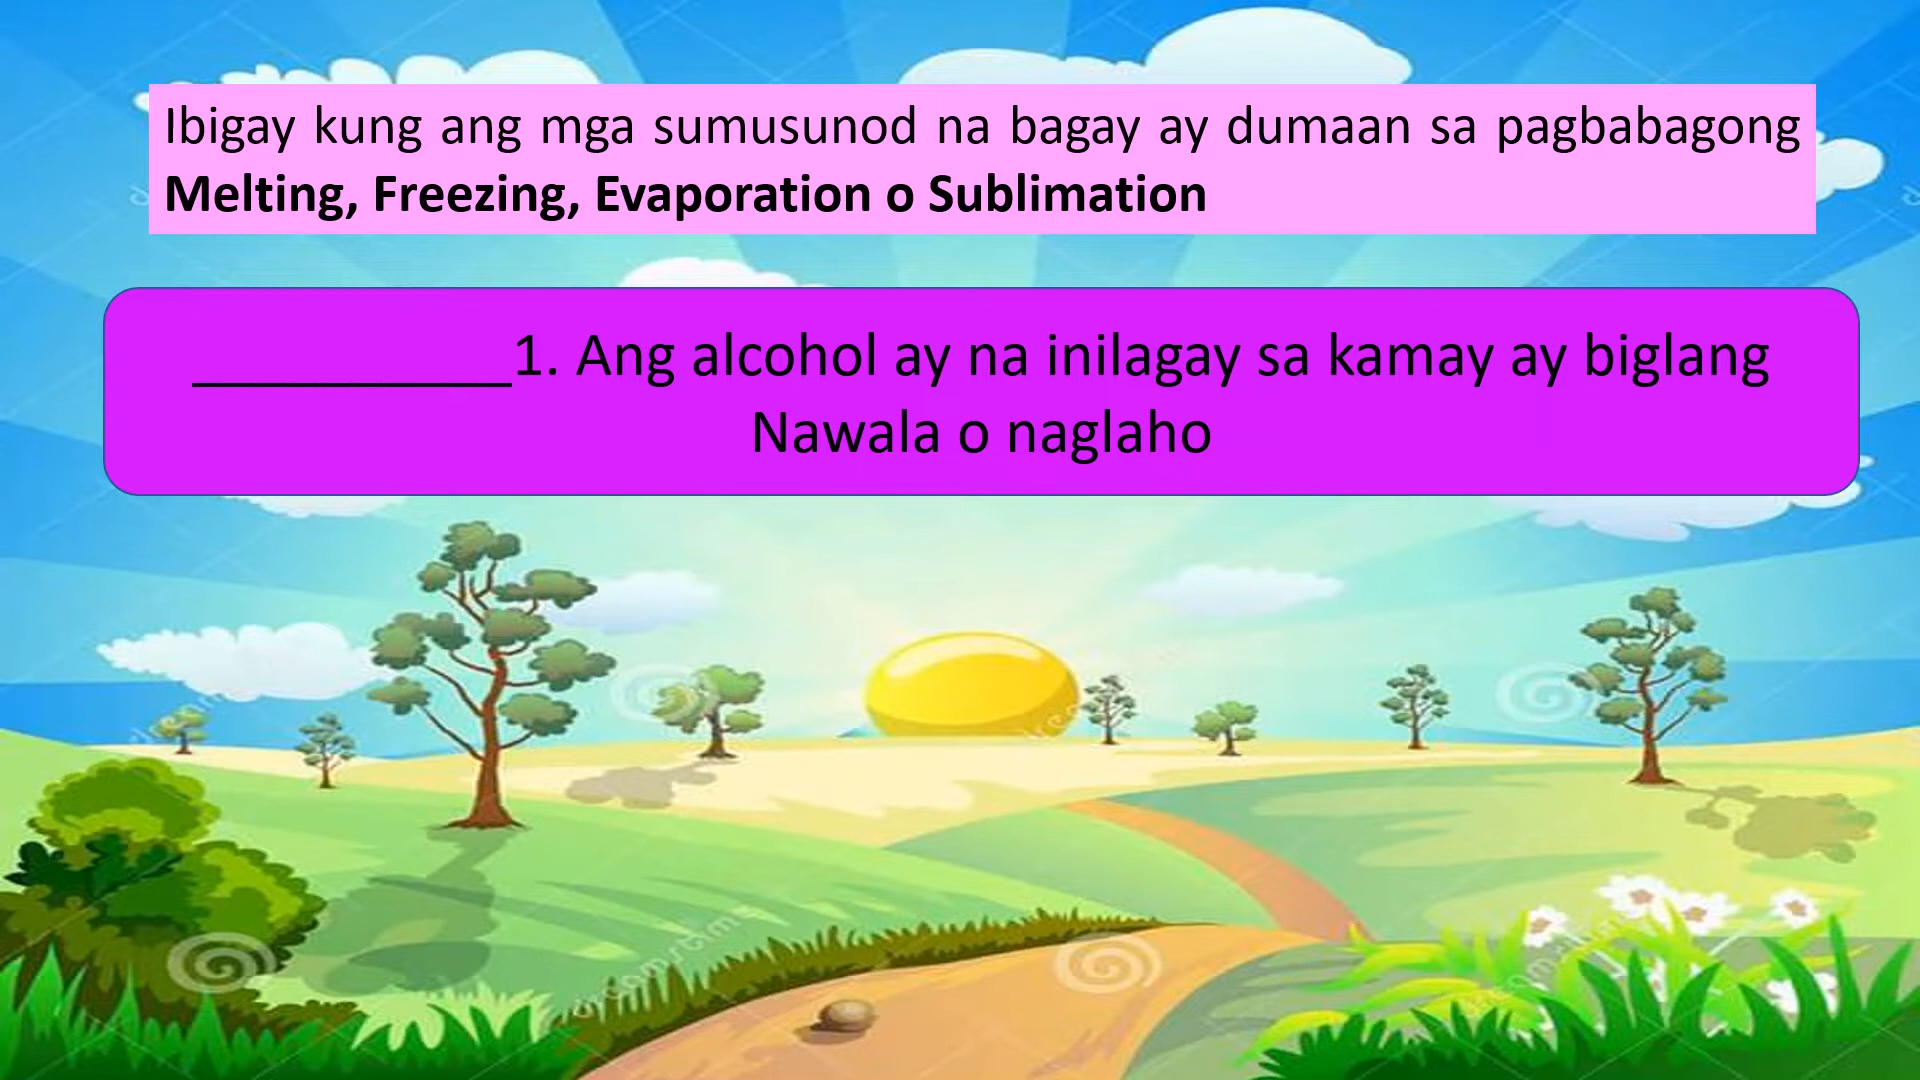 Ibigay kung ang mga sumusunod na bagay ay dumaan sa pagbabagong
Melting, Freezing, Evaporation o Sublimation
__________1. Ang alcohol ay na inilagay sa kamay ay biglang
Nawala o naglaho